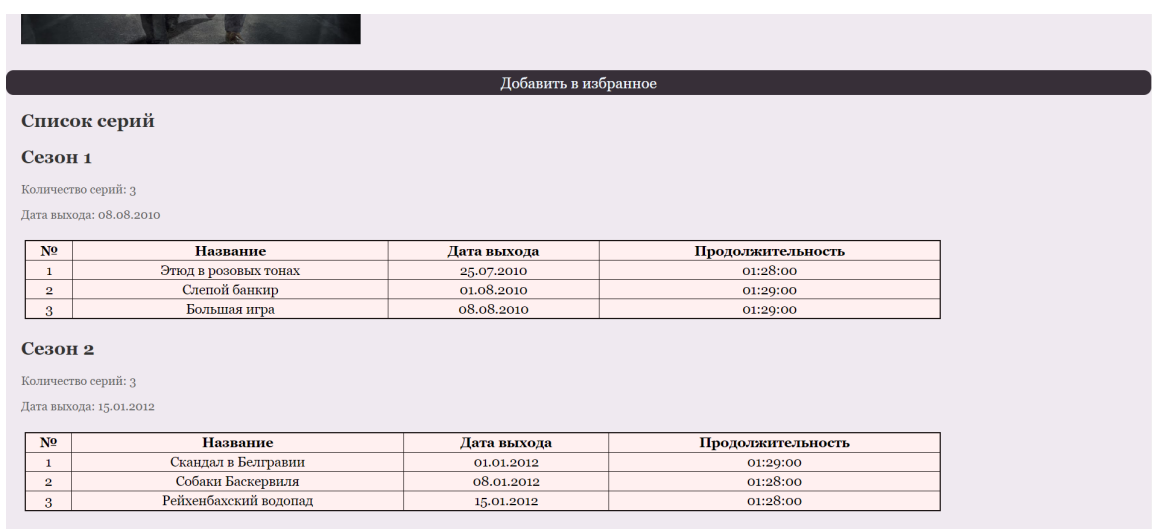 Добавить в избранное
Список серий
Сезон 1
Количество серий: 3
Дата выхода: 08.08.2010
№ Название Дата выхода Продолжительность
1 Этюд в розовых тонах 25.07.2010 01:28:00
2 Слепой банкир 01.08.2010 01:29:00
3 Большая игра 08.08.2010 01:29:00
Сезон 2
Количество серий: 3
Дата выхода: 15.01.2012
№ Название Дата выхода Продолжительность
1 Скандал в Белгравии 01.01.2012 01:29:00
2 Собаки Баскервиля 08.01.2012 01:28:00
3 Рейхенбахский водопад 15.01.2012 01:28:00